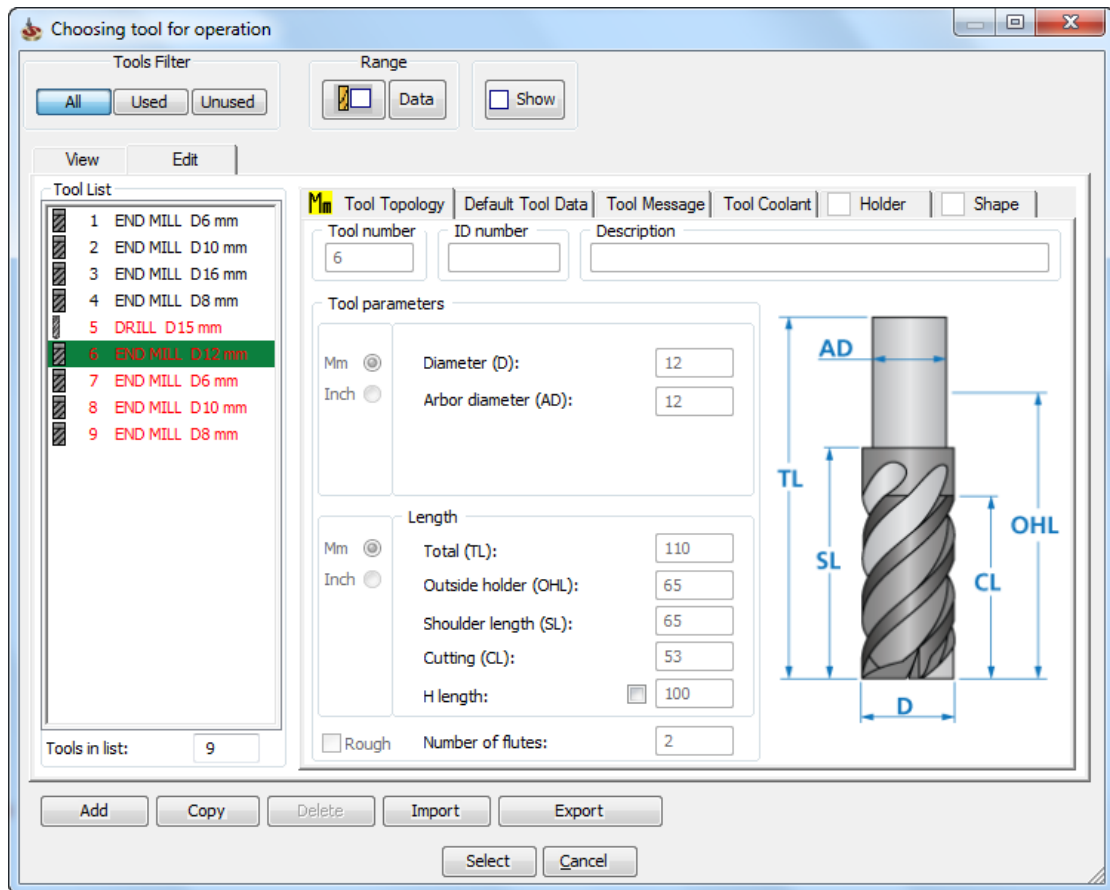 Choosing tool for operation
Tools Filter
Range
All Used Unused
Data
Show
View Edit
Tool List
1 END MILL D6 mm
2 END MILL D10 mm
3 END MILL D16 mm
4 END MILL D8 mm
5 DRILL D15 mm
6 END MILL D12 mm
7 END MILL D6 mm
8 END MILL D10 mm
9 END MILL D8 mm
Tools in list: 9
Mm Tool Topology Default Tool Data Tool Message Tool Coolant Holder Shape
Tool number ID number Description
6
Tool parameters
Mm
Inch
Diameter (D): 12
Arbor diameter (AD): 12
Length
Mm
Inch
Total (TL): 110
Outside holder (OHL): 65
Shoulder length (SL): 65
Cutting (CL): 53
H length: 100
Rough Number of flutes: 2
AD
TL
OHL
SL
CL
D
Add Copy Delete Import Export
Select Cancel